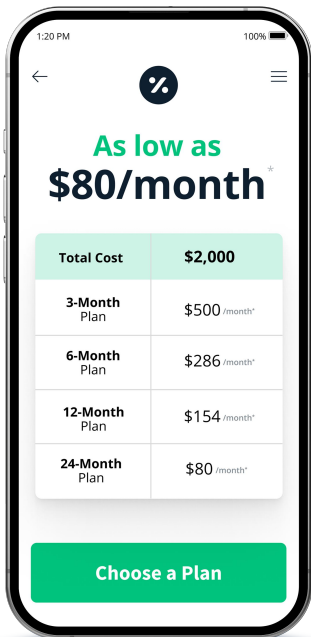 1:20 PM 100%
%
As low as
$80/month*
Total Cost $2,000
3-Month
Plan
$500 /month*
6-Month
Plan
$286 /month*
12-Month
Plan
$154 /month*
24-Month
Plan
$80 /month*
Choose a Plan